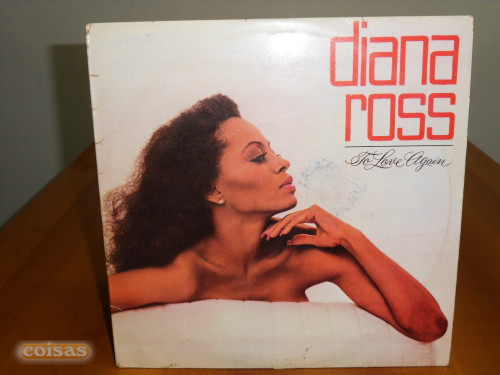 diana
ross
To Love Again
coisas